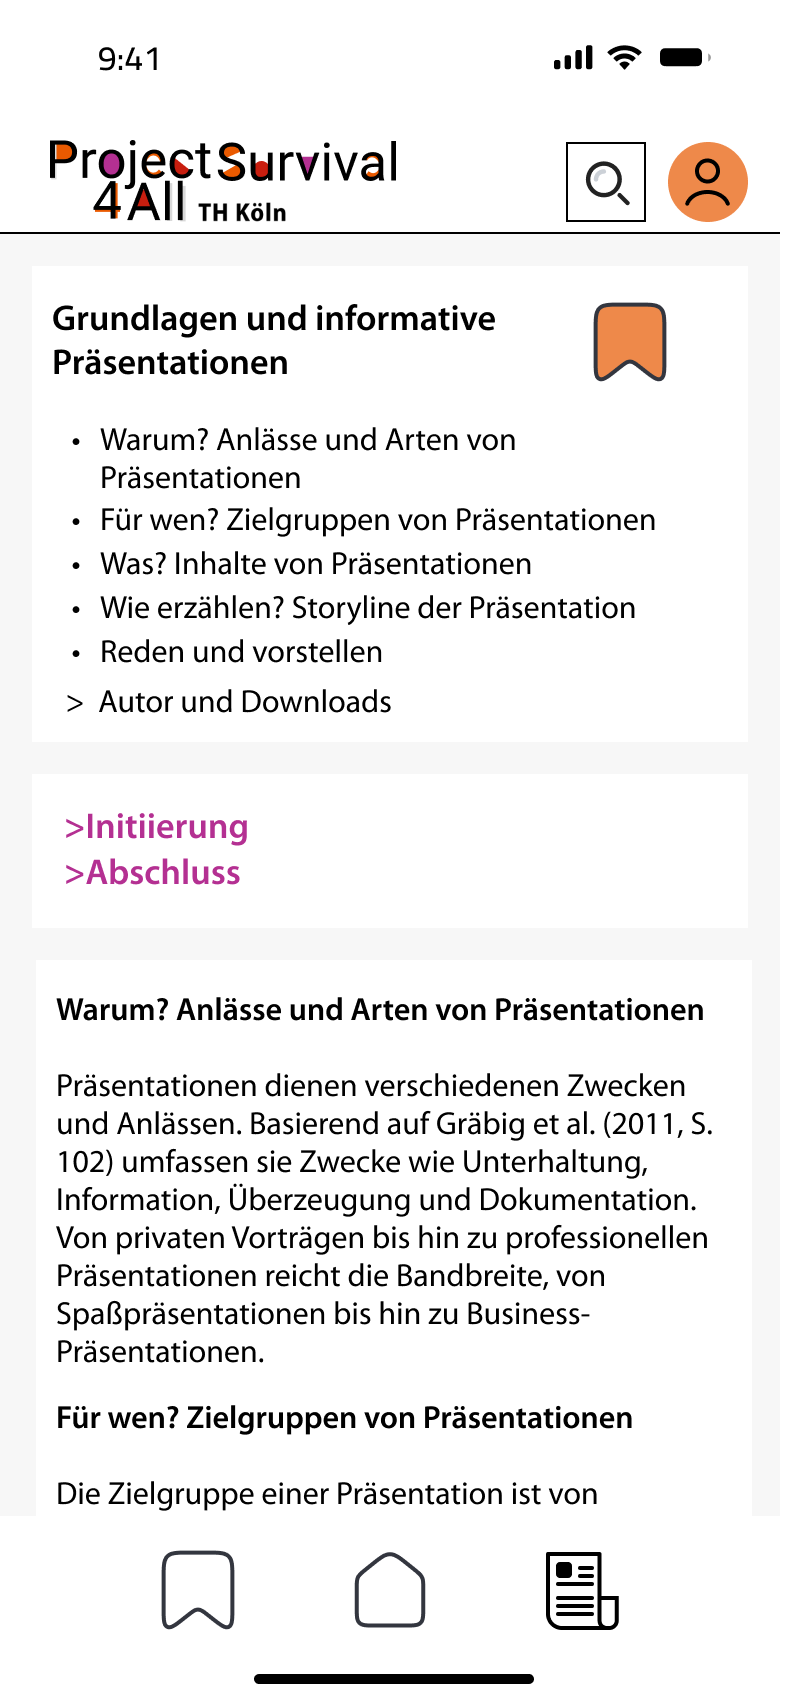 9:41
ProjectSurvival
4All TH Köln
Grundlagen und informative
Präsentationen
• Warum? Anlässe und Arten von
Präsentationen
• Für wen? Zielgruppen von Präsentationen
• Was? Inhalte von Präsentationen
• Wie erzählen? Storyline der Präsentation
• Reden und vorstellen
> Autor und Downloads
>Initiierung
>Abschluss
Warum? Anlässe und Arten von Präsentationen
Präsentationen dienen verschiedenen Zwecken
und Anlässen. Basierend auf Gräbig et al. (2011, S.
102) umfassen sie Zwecke wie Unterhaltung,
Information, Überzeugung und Dokumentation.
Von privaten Vorträgen bis hin zu professionellen
Präsentationen reicht die Bandbreite, von
Spaßpräsentationen bis hin zu Business-
Präsentationen.
Für wen? Zielgruppen von Präsentationen
Die Zielgruppe einer Präsentation ist von